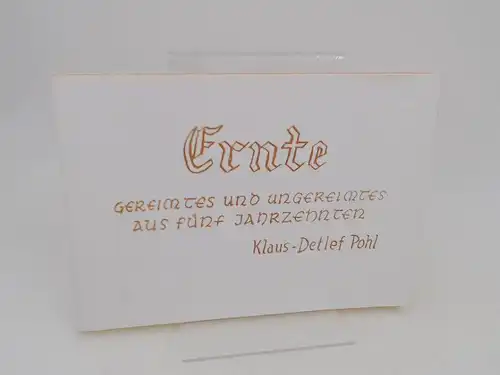 Ernte
GEREIMTES UND UNGEREIMTES
AUS FÜNF JAHRZEHNTEN
Klaus-Detlef Pohl